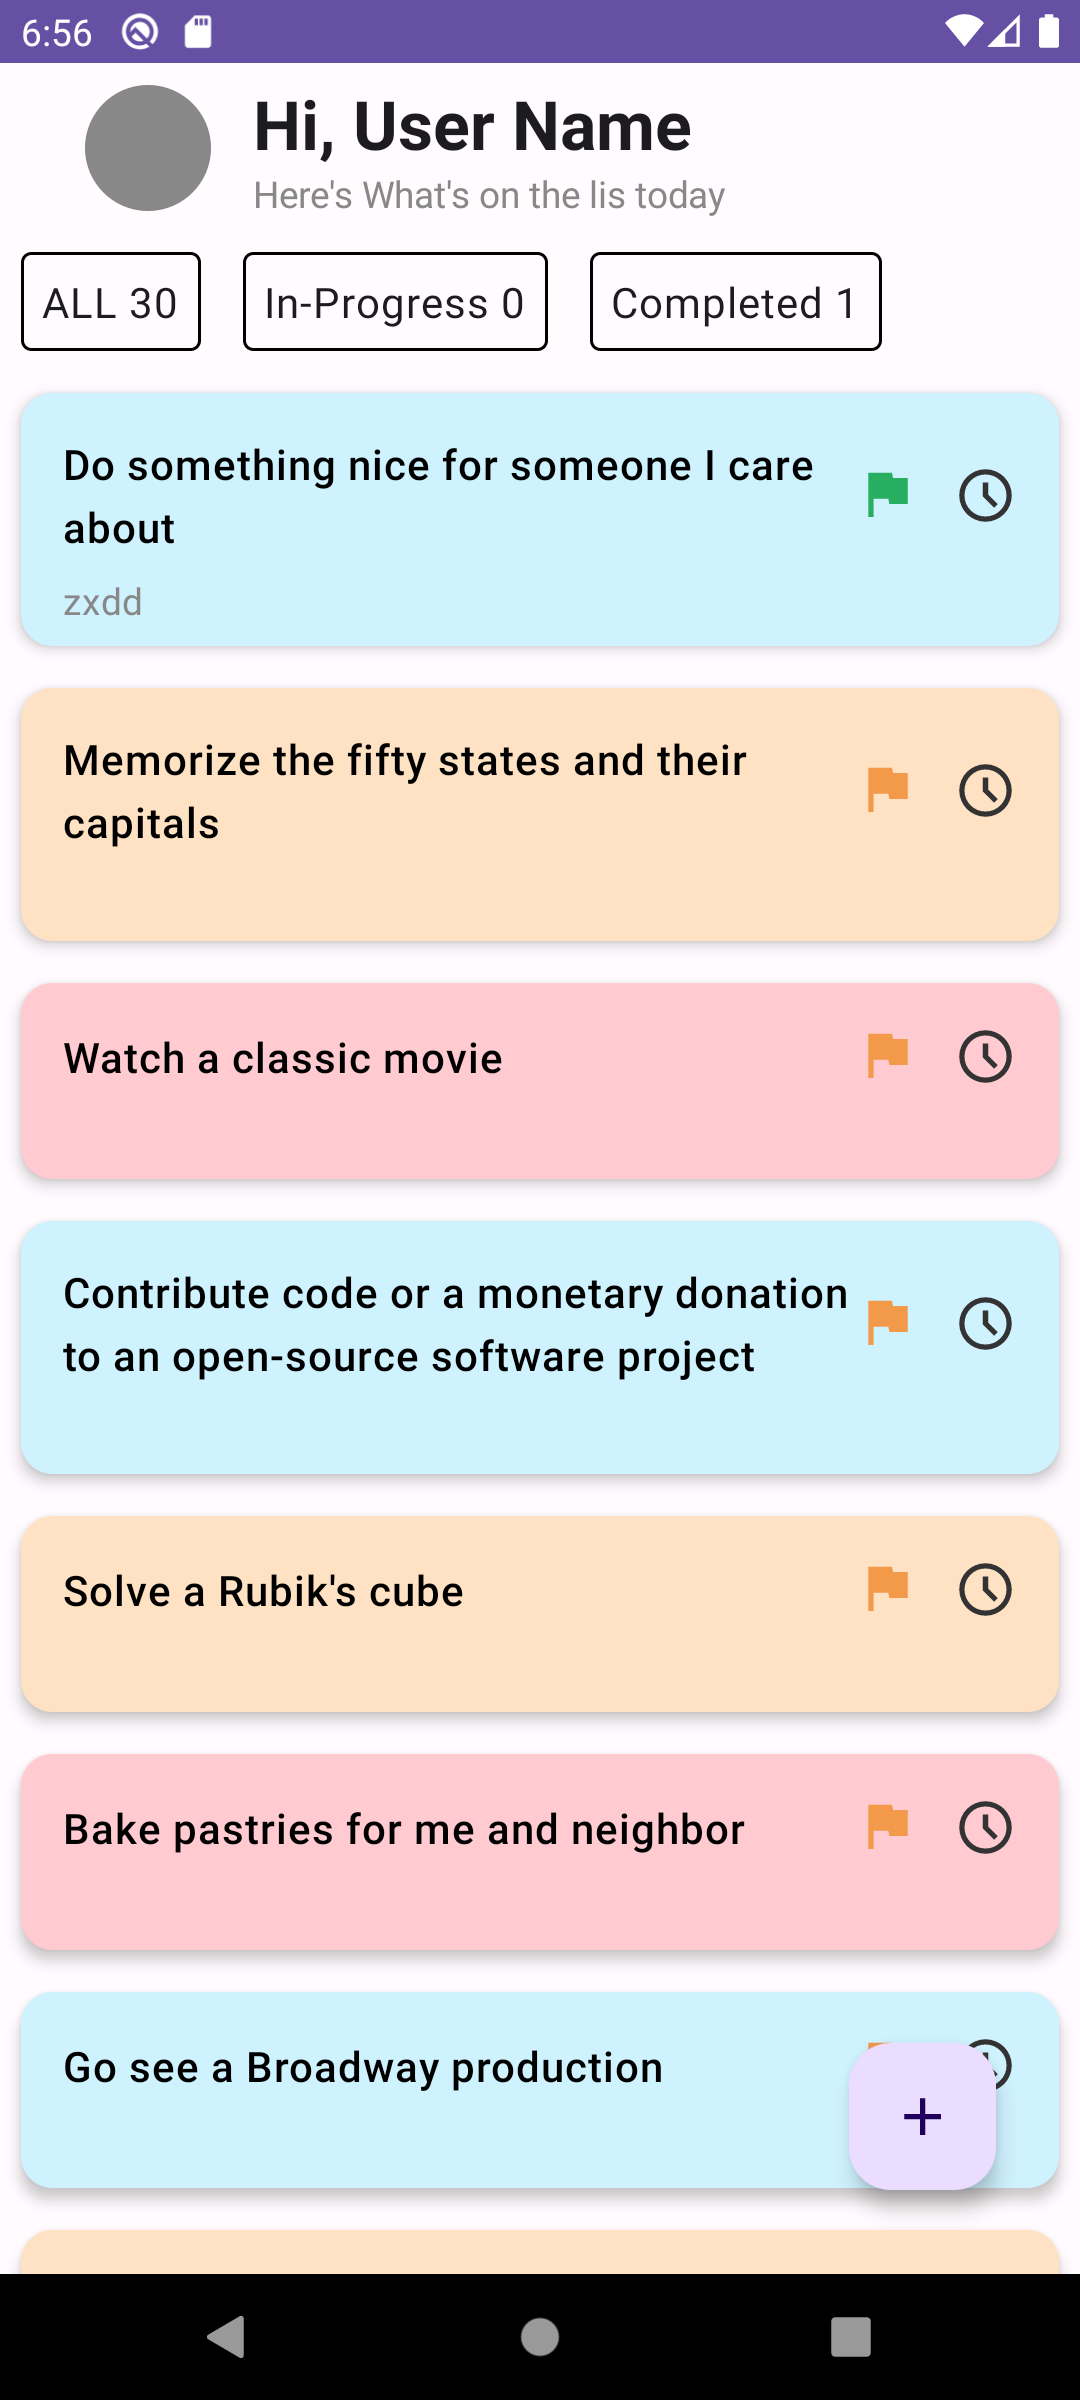 6:56
Hi, User Name
Here's What's on the lis today
ALL 30
In-Progress 0
Completed 1
Do something nice for someone I care
about
zxdd
Memorize the fifty states and their
capitals
Watch a classic movie
Contribute code or a monetary donation
to an open-source software project
Solve a Rubik's cube
Bake pastries for me and neighbor
Go see a Broadway production